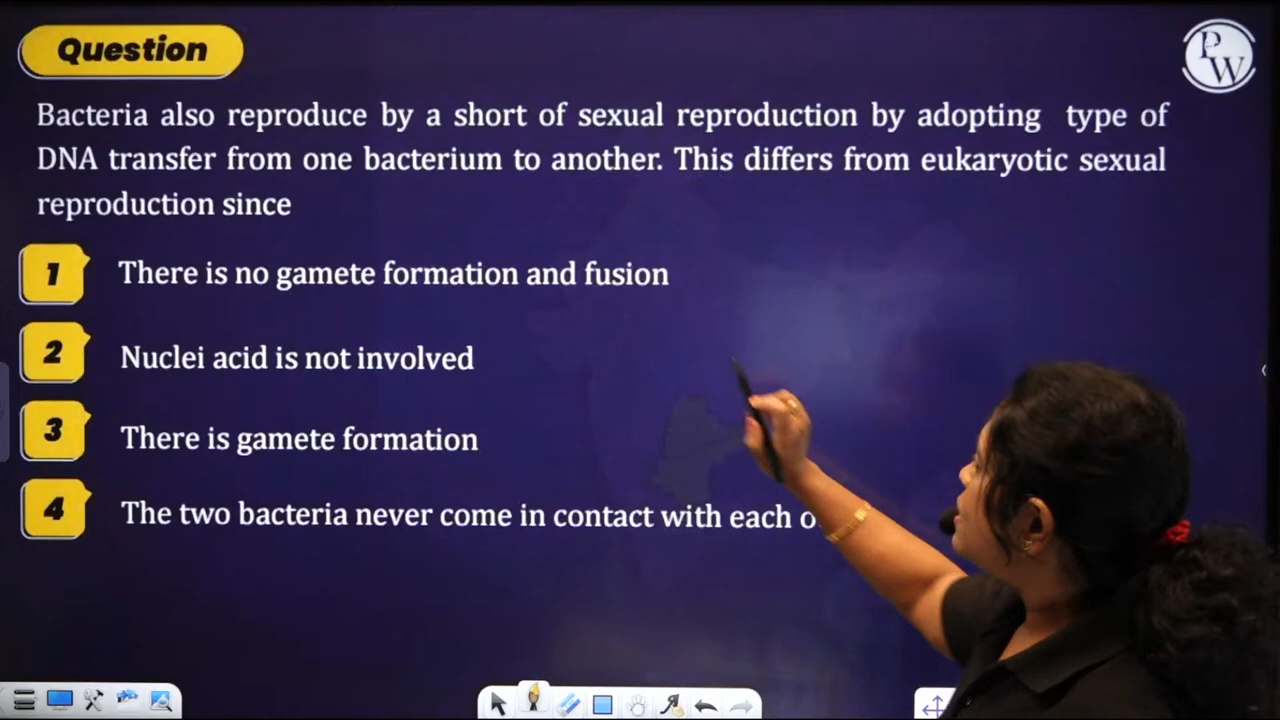 Question
PW
Bacteria also reproduce by a short of sexual reproduction by adopting type of
DNA transfer from one bacterium to another. This differs from eukaryotic sexual
reproduction since
1 There is no gamete formation and fusion
2 Nuclei acid is not involved
3 There is gamete formation
4 The two bacteria never come in contact with each